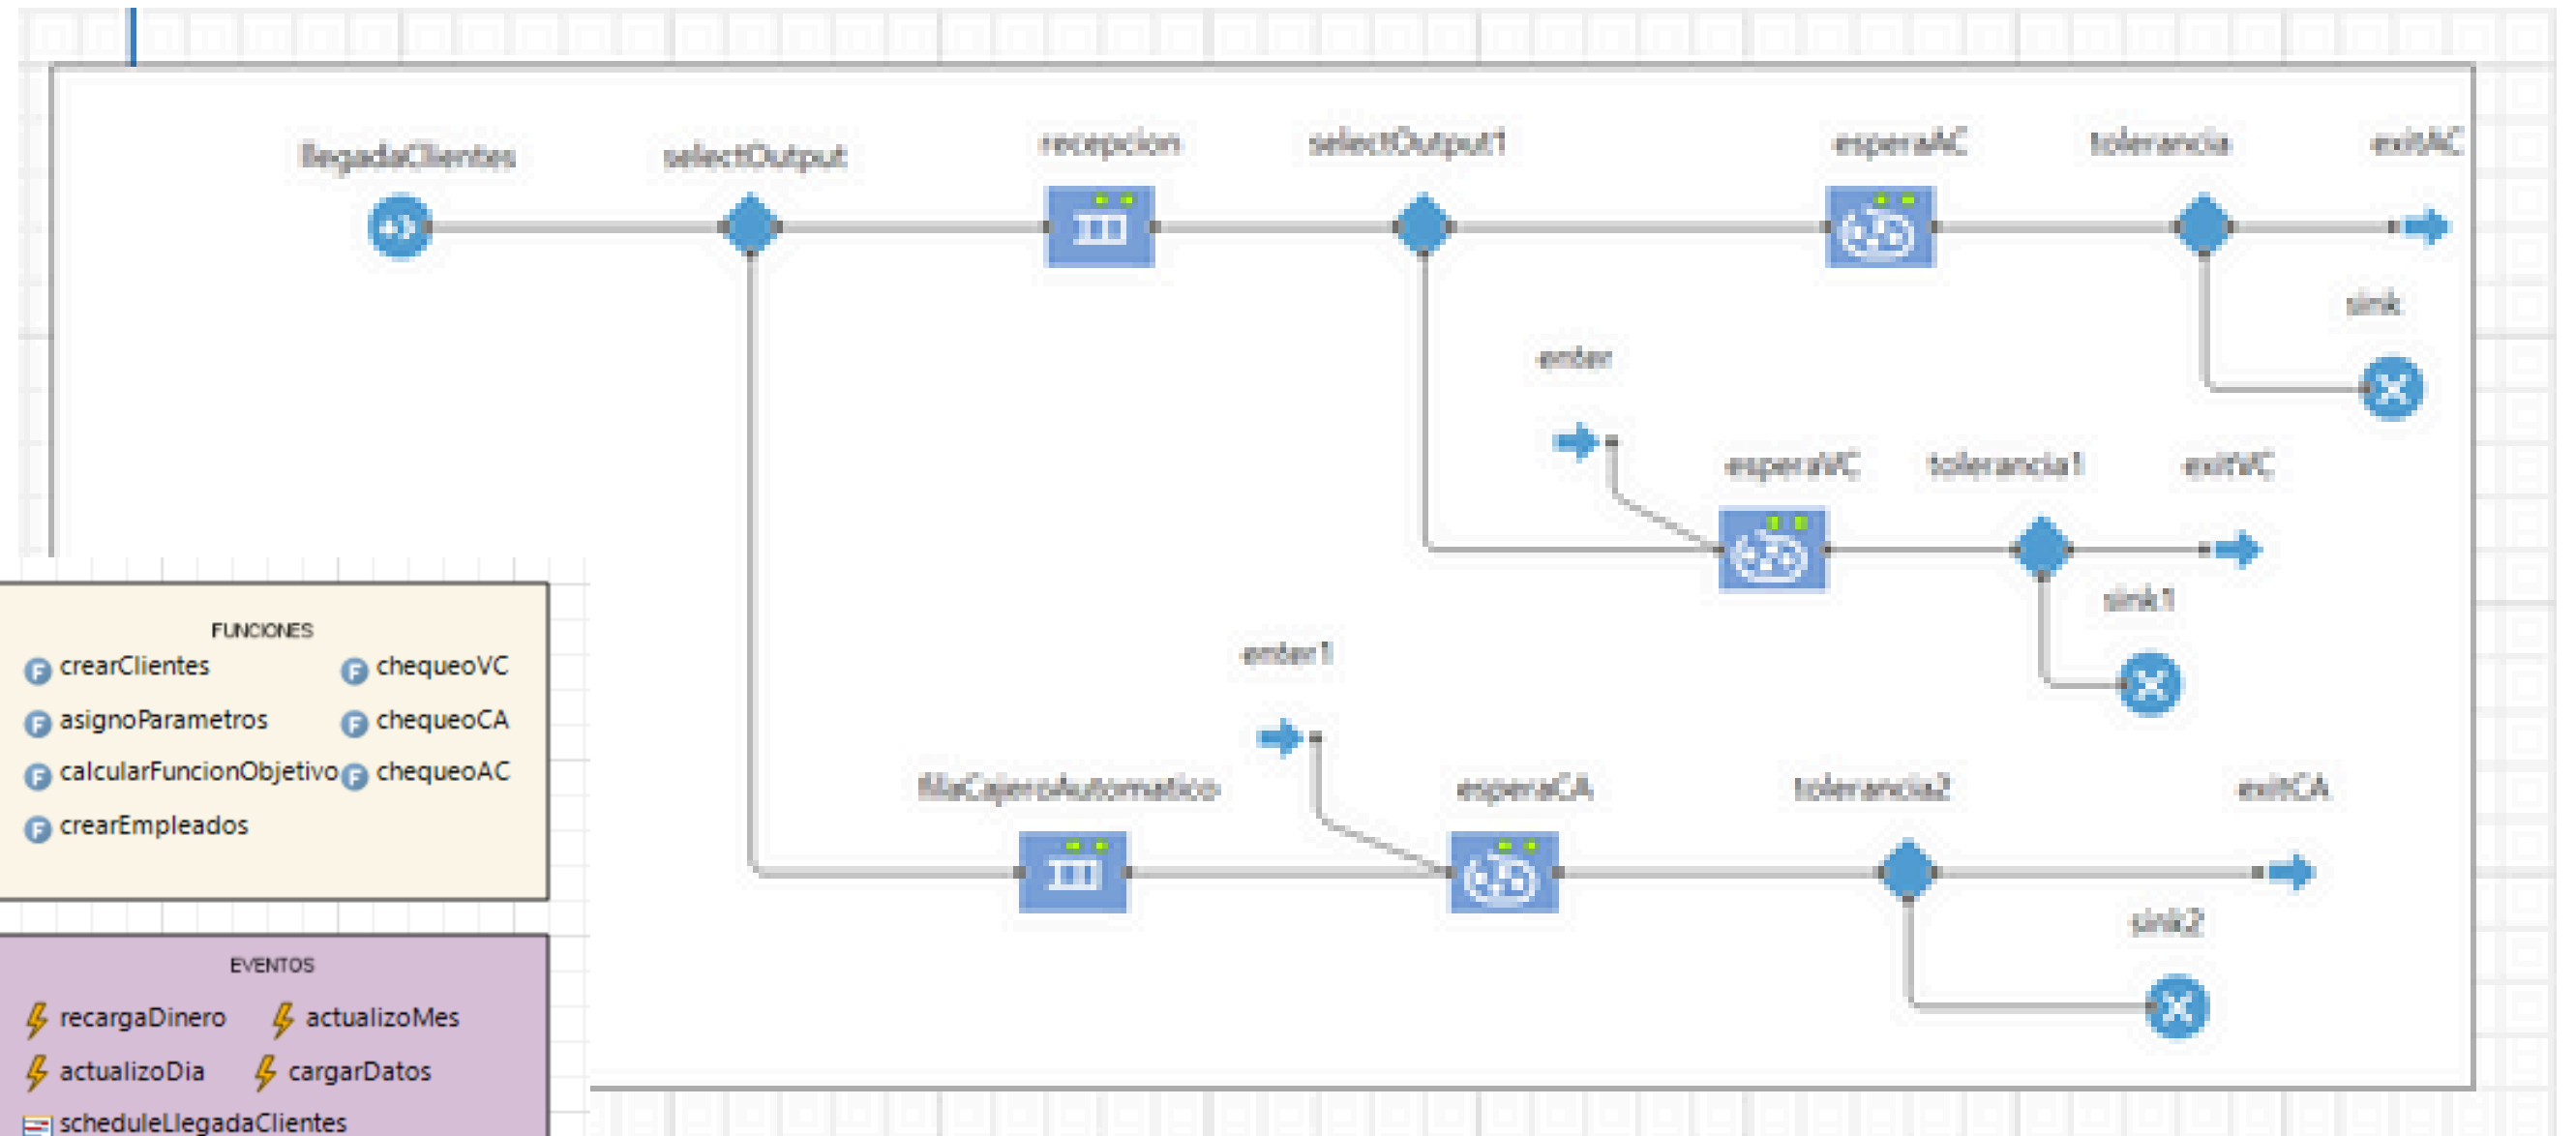 llegadaClientes
selectOutput
recepcion
selectOutput1
esperaAC
tolerancia
exitAC
sink
enter
esperaVC
tolerancia1
exitVC
sink1
enter1
filaCajeroAutomatico
esperaCA
tolerancia2
exitCA
sink2
FUNCIONES
crearClientes
chequeoVC
asignoParametros
chequeoCA
calcularFuncionObjetivo
chequeoAC
crearEmpleados
EVENTOS
recargaDinero
actualizoMes
actualizoDia
cargarDatos
scheduleLlegadaClientes